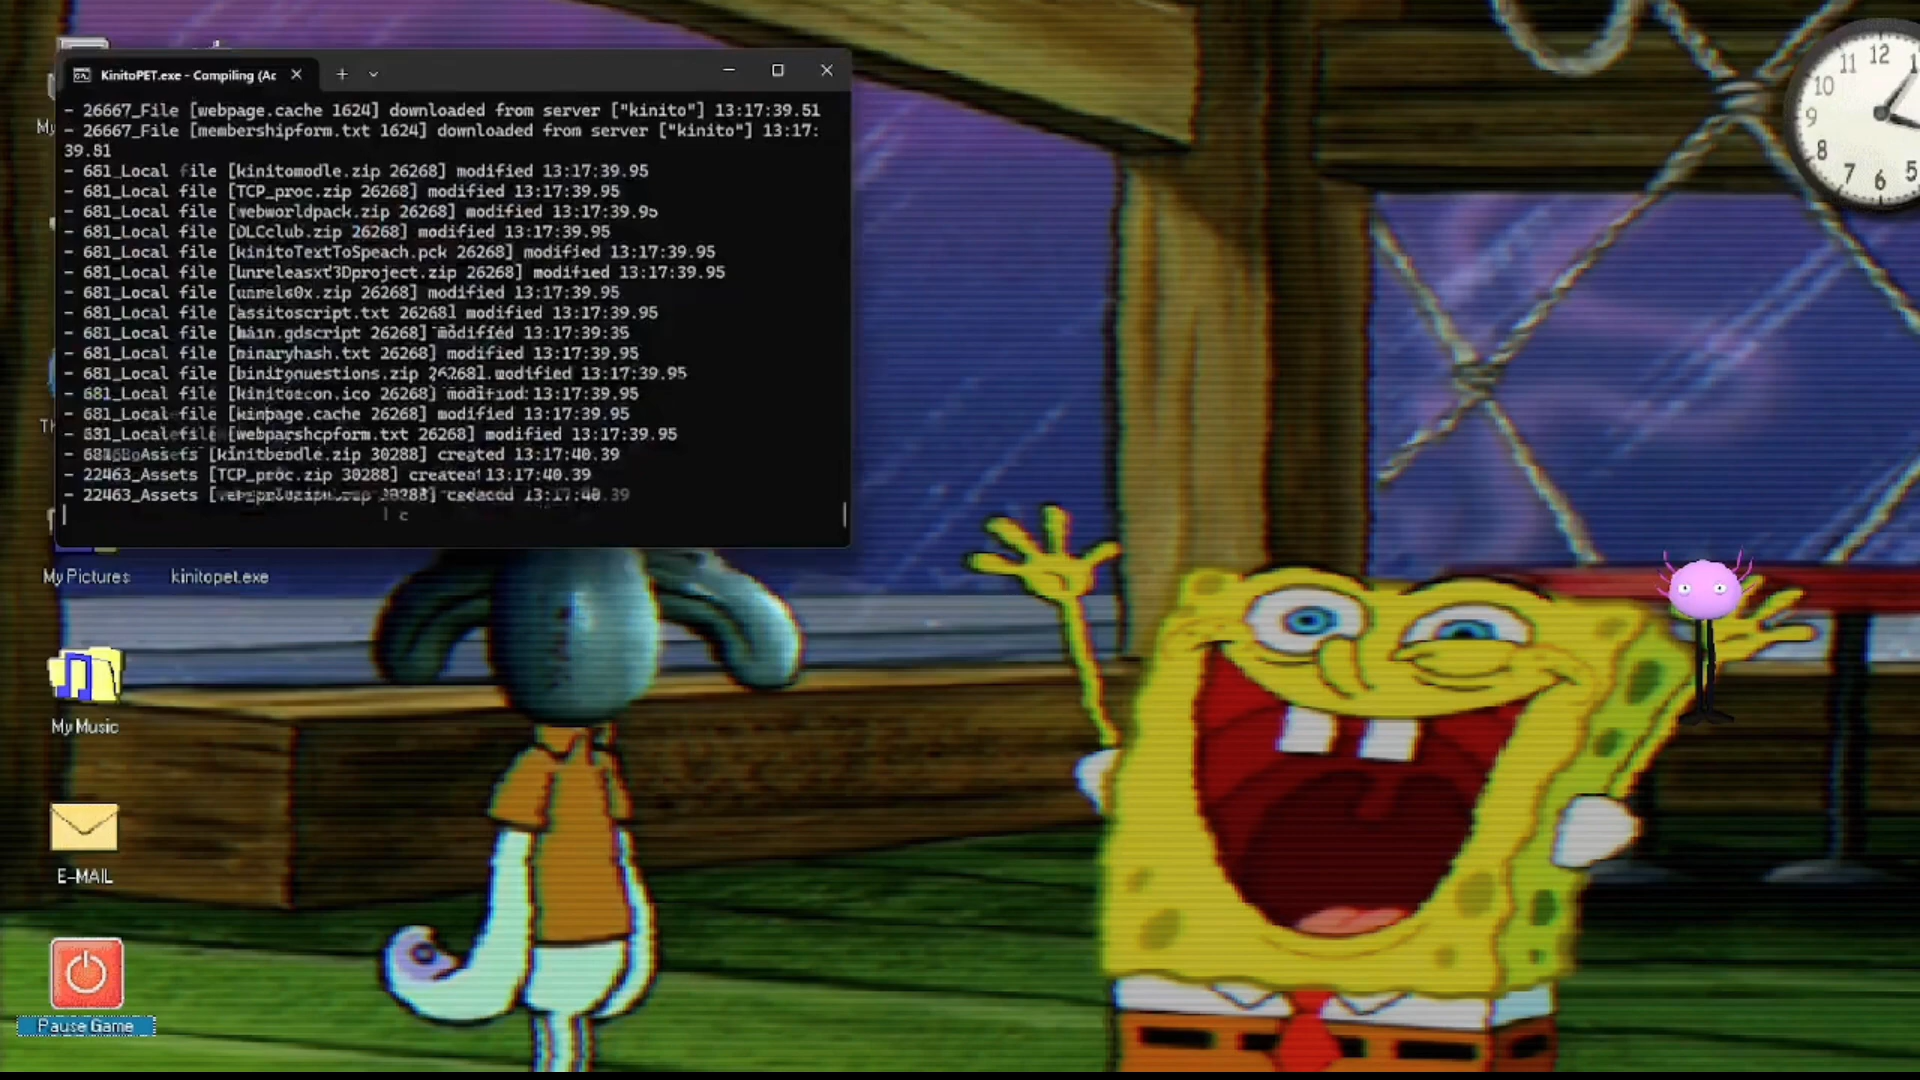 KinitoPET.exe - Compiling (Ac
- 26667_File [webpage.cache 1624] downloaded from server ["kinito"] 13:17:39.51
- 26667_File [membershipform.txt 1624] downloaded from server ["kinito"] 13:17:
39.81
- 681_Local file [kinitomodle.zip 26268] modified 13:17:39.95
- 681_Local file [TCP_proc.zip 26268] modified 13:17:39.95
- 681_Local file [webworldpack.zip 26268] modified 13:17:39.95
- 681_Local file [DLCclub.zip 26268] modified 13:17:39.95
- 681_Local file [kinitoTextToSpeach.pck 26268] modified 13:17:39.95
- 681_Local file [unreleasxt3Dproject.zip 26268] modified 13:17:39.95
- 681_Local file [unrels0x.zip 26268] modified 13:17:39.95
- 681_Local file [assitoscript.txt 26268] modified 13:17:39.95
- 681_Local file [main.gdscript 26268] modified 13:17:39:35
- 681_Local file [binaryhash.txt 26268] modified 13:17:39.95
- 681_Local file 26268] modified 13:17:39.95
- 681_Local file [kinitoecon.ico 26268] modified 13:17:39.95
- 681_Local file [kinpage.cache 26268] modified 13:17:39.95
- 631_Local file [webparshcpform.txt 26268] modified 13:17:39.95
30288] created 13:17:40.39
- 22463_Assets [TCP_proc.zip 30288] created 13:17:40.39
- 22463_Assets 13:17:40.39
My Pictures
kinitopet.exe
My Music
E-MAIL
Pause Game
12
11
10
9
8
7
6
5